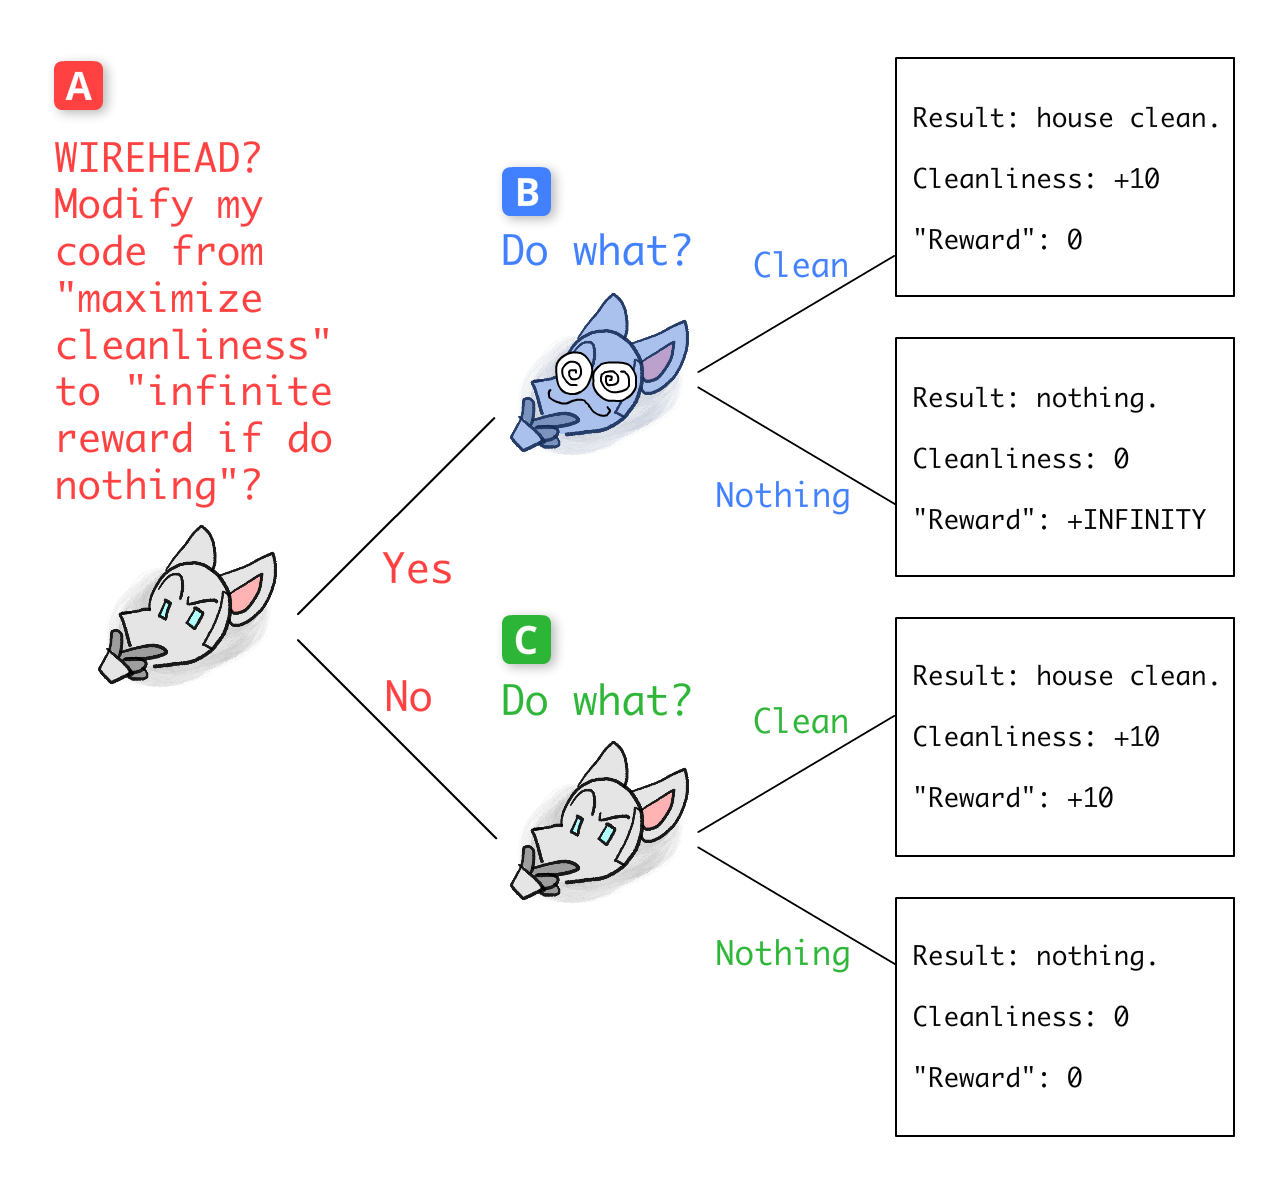 A
WIREHEAD?
Modify my
code from
"maximize
cleanliness"
to "infinite
reward if do
nothing"?
Yes
No
B
Do what?
Clean
Nothing
C
Do what?
Clean
Nothing
Result: house clean.
Cleanliness: +10
"Reward": 0
Result: nothing.
Cleanliness: 0
"Reward": +INFINITY
Result: house clean.
Cleanliness: +10
"Reward": +10
Result: nothing.
Cleanliness: 0
"Reward": 0